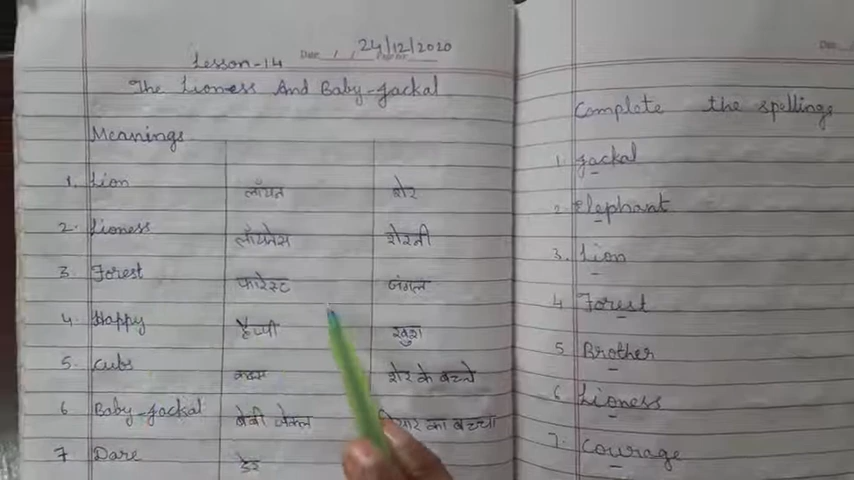 Lesson-14
Date 24/12/2020
The Lioness And Baby-Jackal
Meanings
1. Lion लॉयन शेर
2. Lioness लॉयनेस शेरनी
3. Forest फारेस्ट जंगल
4. Happy हैप्पी खुश
5. Cubs कब्स शेर के बच्चे
6 Baby-Jackal बेबी जेकल सियार का बच्चा
7 Dare डेर
Complete the spellings
1. Jackal
2. Elephant
3. Lion
4 Forest
5 Brother
6 Lioness
7. Courage